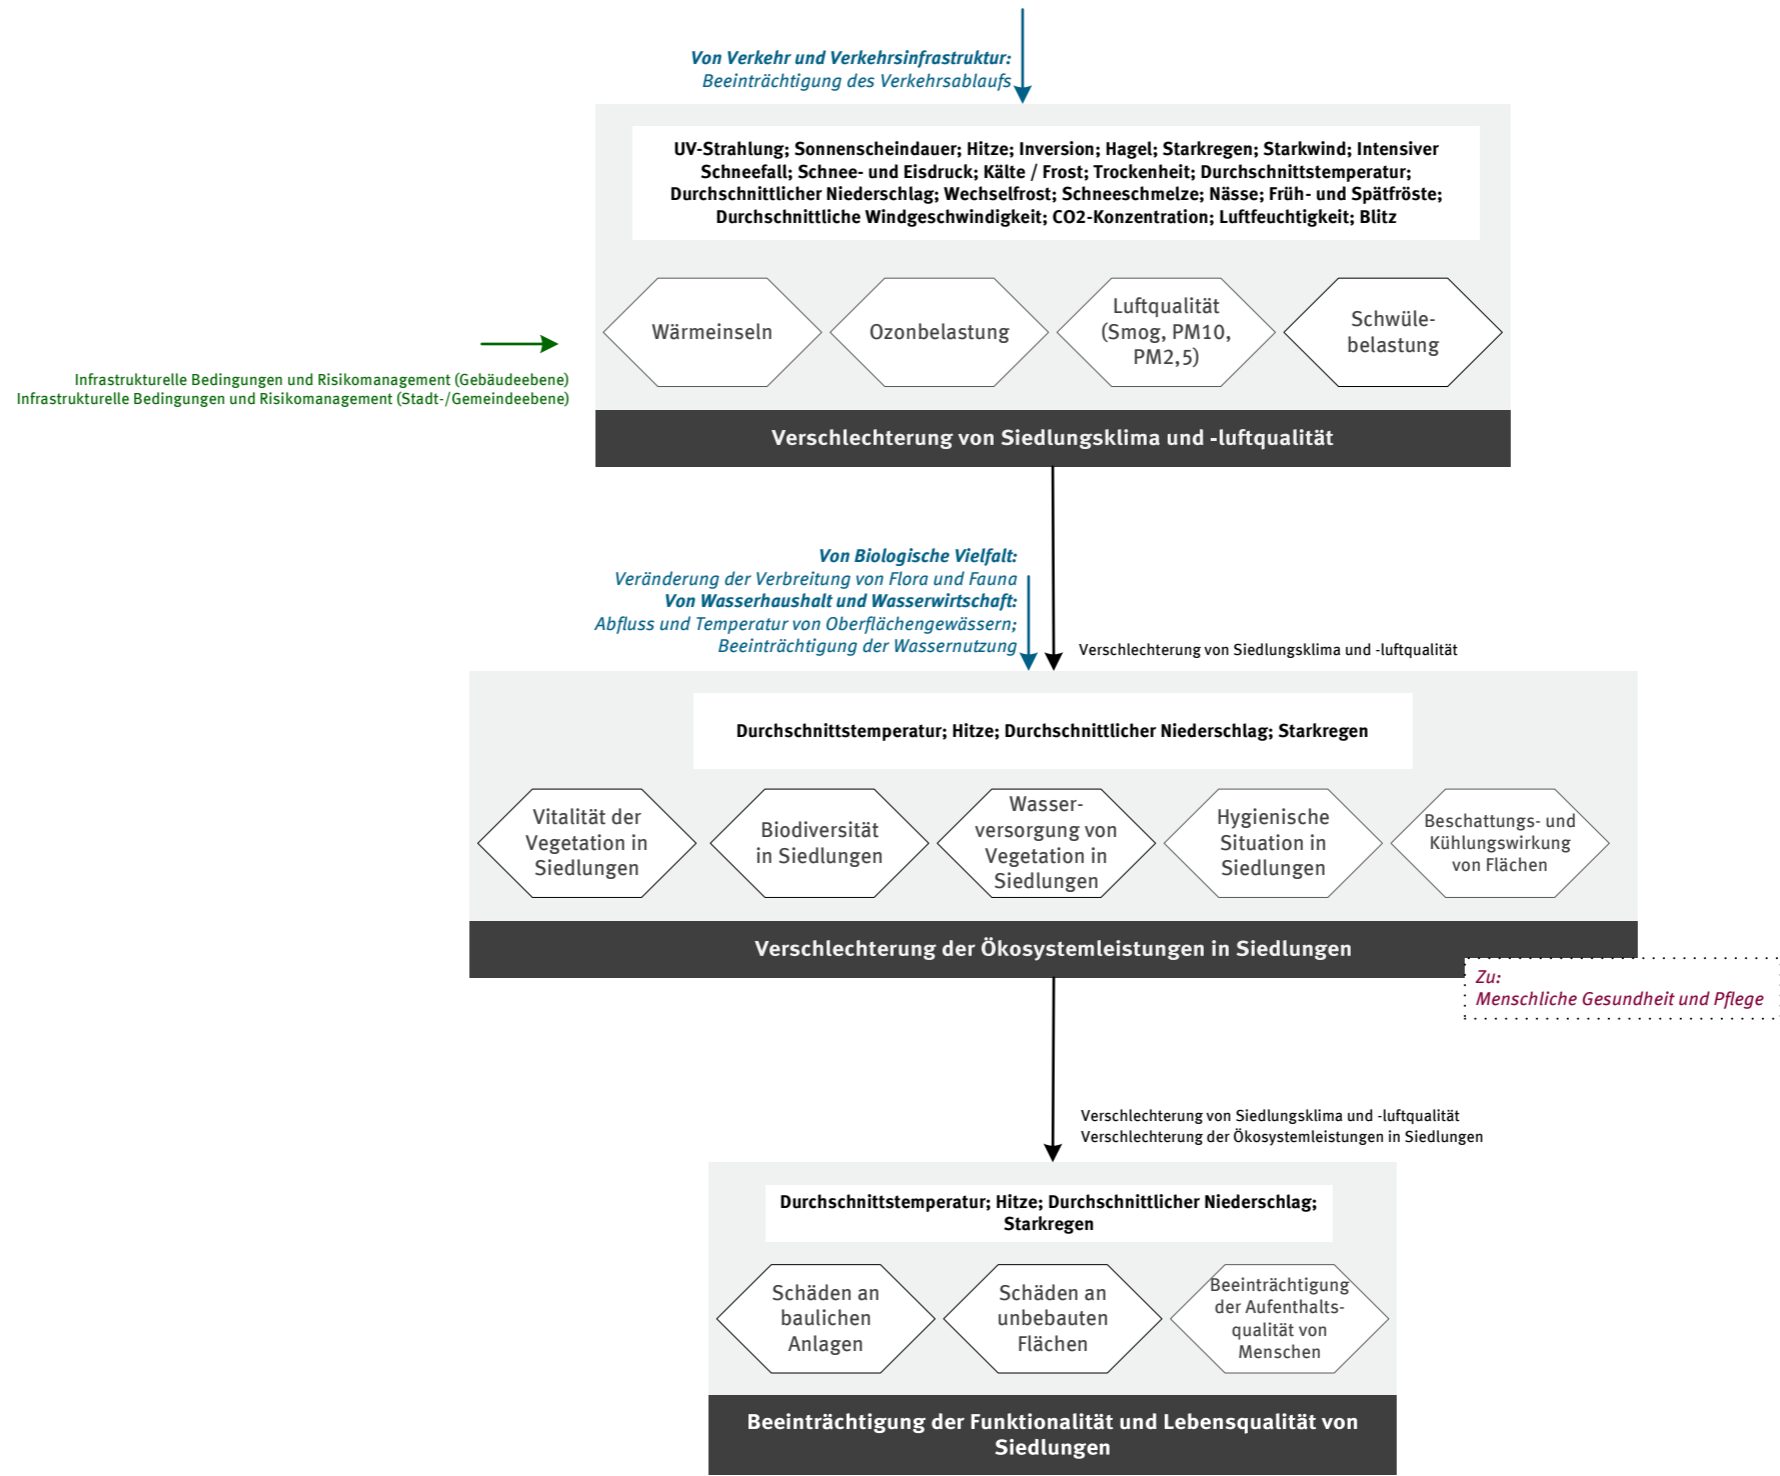 Von Verkehr und Verkehrsinfrastruktur:
Beeinträchtigung des Verkehrsablaufs
UV-Strahlung; Sonnenscheindauer; Hitze; Inversion; Hagel; Starkregen; Starkwind; Intensiver
Schneefall; Schnee- und Eisdruck; Kälte / Frost; Trockenheit; Durchschnittstemperatur;
Durchschnittlicher Niederschlag; Wechselfrost; Schneeschmelze; Nässe; Früh- und Spätfröste;
Durchschnittliche Windgeschwindigkeit; CO2-Konzentration; Luftfeuchtigkeit; Blitz
Wärmeinseln
Ozonbelastung
Luftqualität
(Smog, PM10,
PM2,5)
Schwüle-
belastung
Infrastrukturelle Bedingungen und Risikomanagement (Gebäudeebene)
Infrastrukturelle Bedingungen und Risikomanagement (Stadt-/Gemeindeebene)
Verschlechterung von Siedlungsklima und -luftqualität
Von Biologische Vielfalt:
Veränderung der Verbreitung von Flora und Fauna
Von Wasserhaushalt und Wasserwirtschaft:
Abfluss und Temperatur von Oberflächengewässern;
Beeinträchtigung der Wassernutzung
Verschlechterung von Siedlungsklima und -luftqualität
Durchschnittstemperatur; Hitze; Durchschnittlicher Niederschlag; Starkregen
Vitalität der
Vegetation in
Siedlungen
Biodiversität
in Siedlungen
Wasser-
versorgung von
Vegetation in
Siedlungen
Hygienische
Situation in
Siedlungen
Beschattungs- und
Kühlungswirkung
von Flächen
Verschlechterung der Ökosystemleistungen in Siedlungen
Zu:
Menschliche Gesundheit und Pflege
Verschlechterung von Siedlungsklima und -luftqualität
Verschlechterung der Ökosystemleistungen in Siedlungen
Durchschnittstemperatur; Hitze; Durchschnittlicher Niederschlag;
Starkregen
Schäden an
baulichen
Anlagen
Schäden an
unbebauten
Flächen
Beeinträchtigung
der Aufenthalts-
qualität von
Menschen
Beeinträchtigung der Funktionalität und Lebensqualität von
Siedlungen